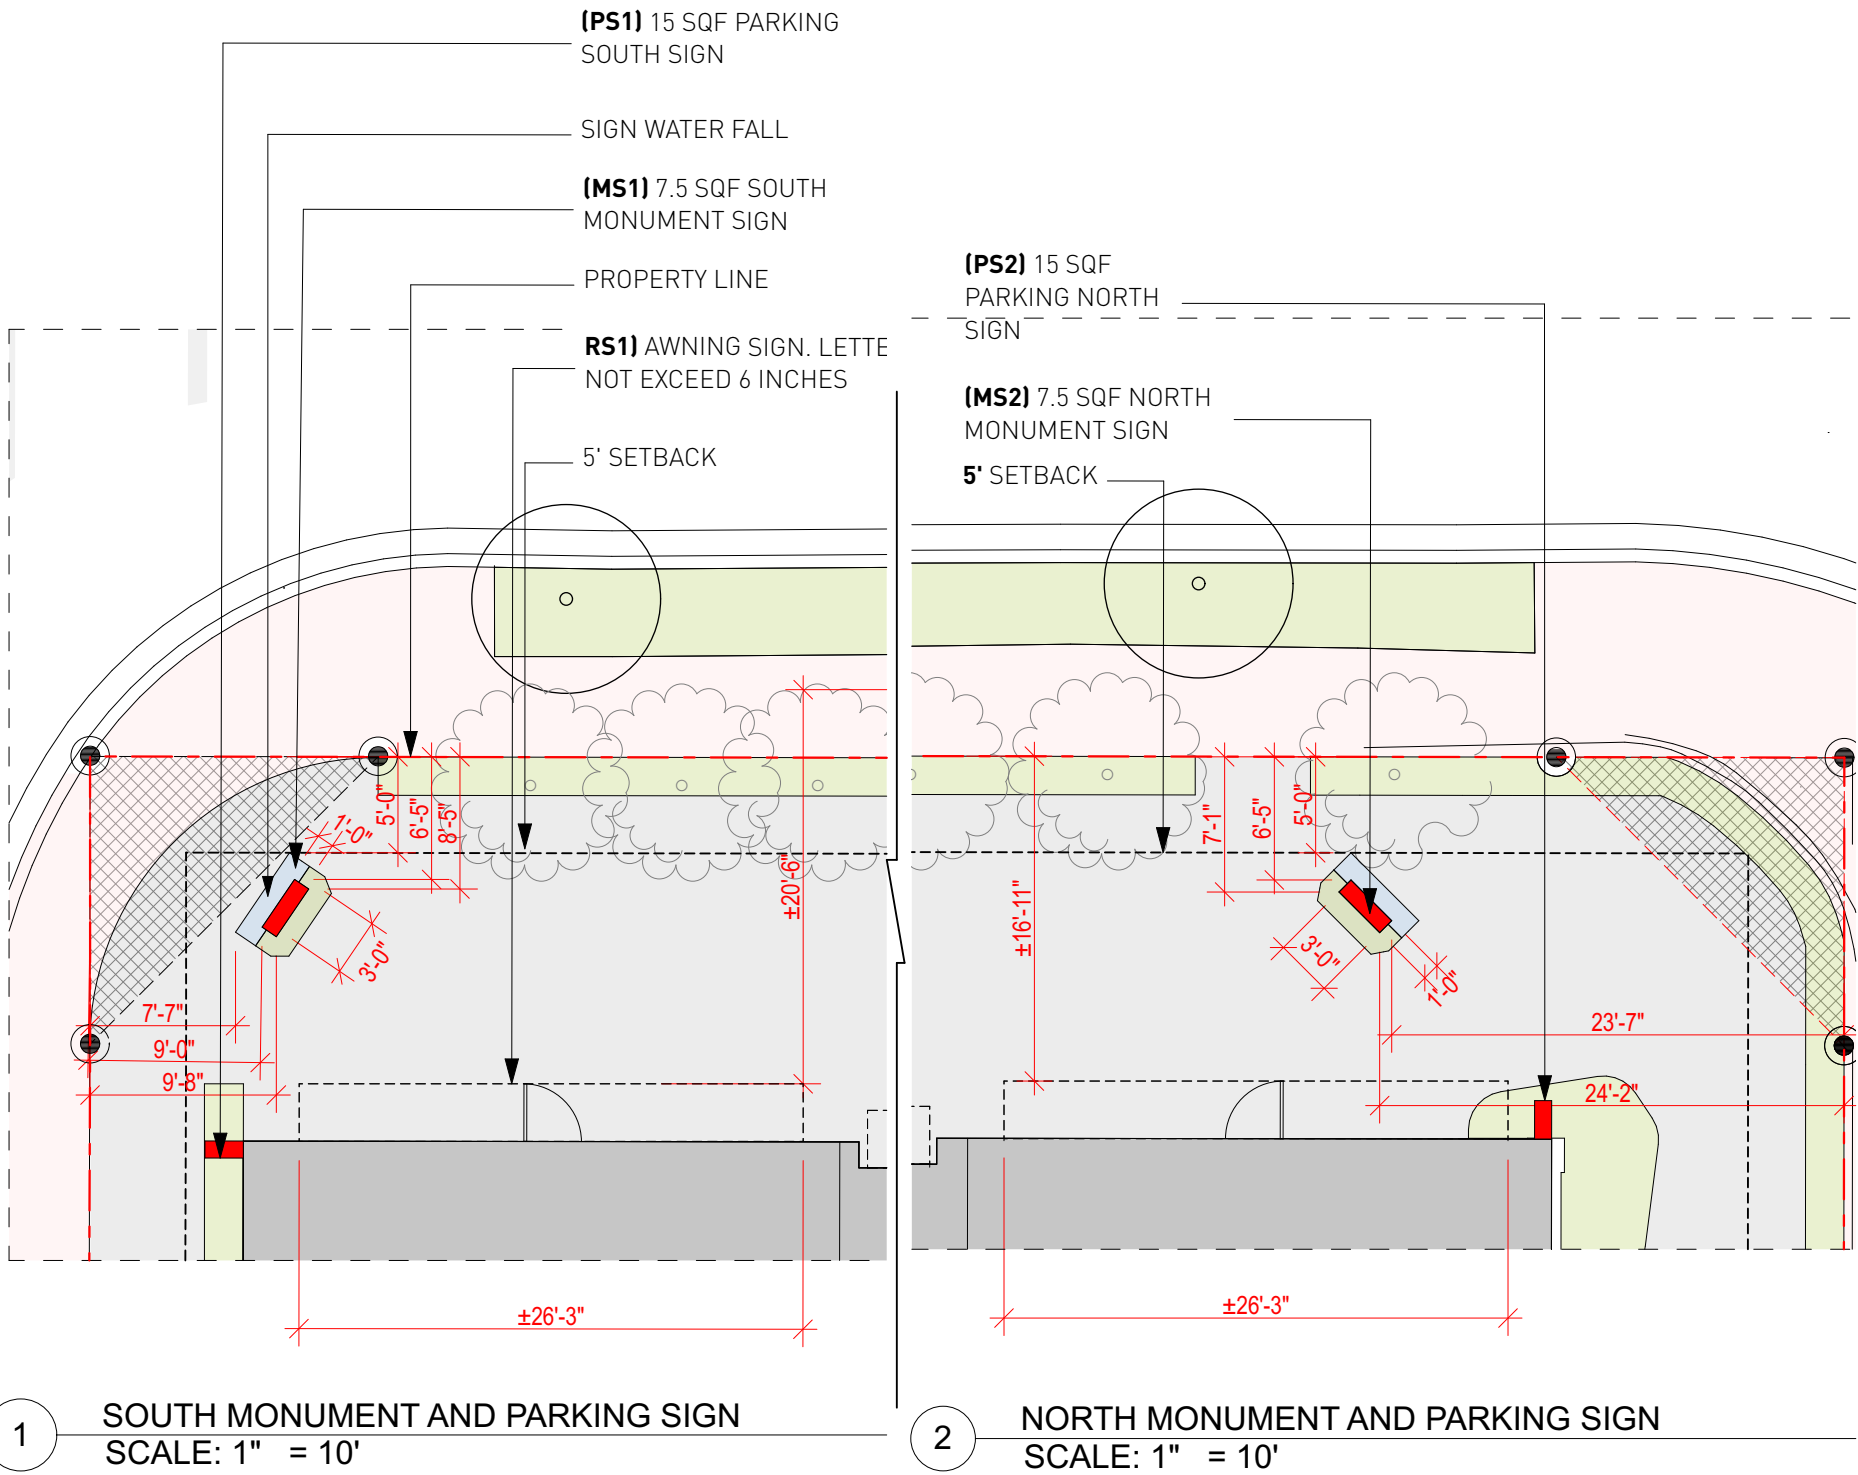 (PS1) 15 SQF PARKING
SOUTH SIGN
SIGN WATER FALL
(MS1) 7.5 SQF SOUTH
MONUMENT SIGN
PROPERTY LINE
RS1) AWNING SIGN. LETTE
NOT EXCEED 6 INCHES
5' SETBACK
1'-0"
5'-0"
6'-5"
8'-5"
±20'-6"
3'-0"
7'-7"
9'-0"
9'-8"
±26'-3"
1
SOUTH MONUMENT AND PARKING SIGN
SCALE: 1" = 10'
(PS2) 15 SQF
PARKING NORTH
SIGN
(MS2) 7.5 SQF NORTH
MONUMENT SIGN
5' SETBACK
7'-1"
6'-5"
5'-0"
±16'-11"
3'-0"
1'-0"
23'-7"
24'-2"
±26'-3"
2
NORTH MONUMENT AND PARKING SIGN
SCALE: 1" = 10'